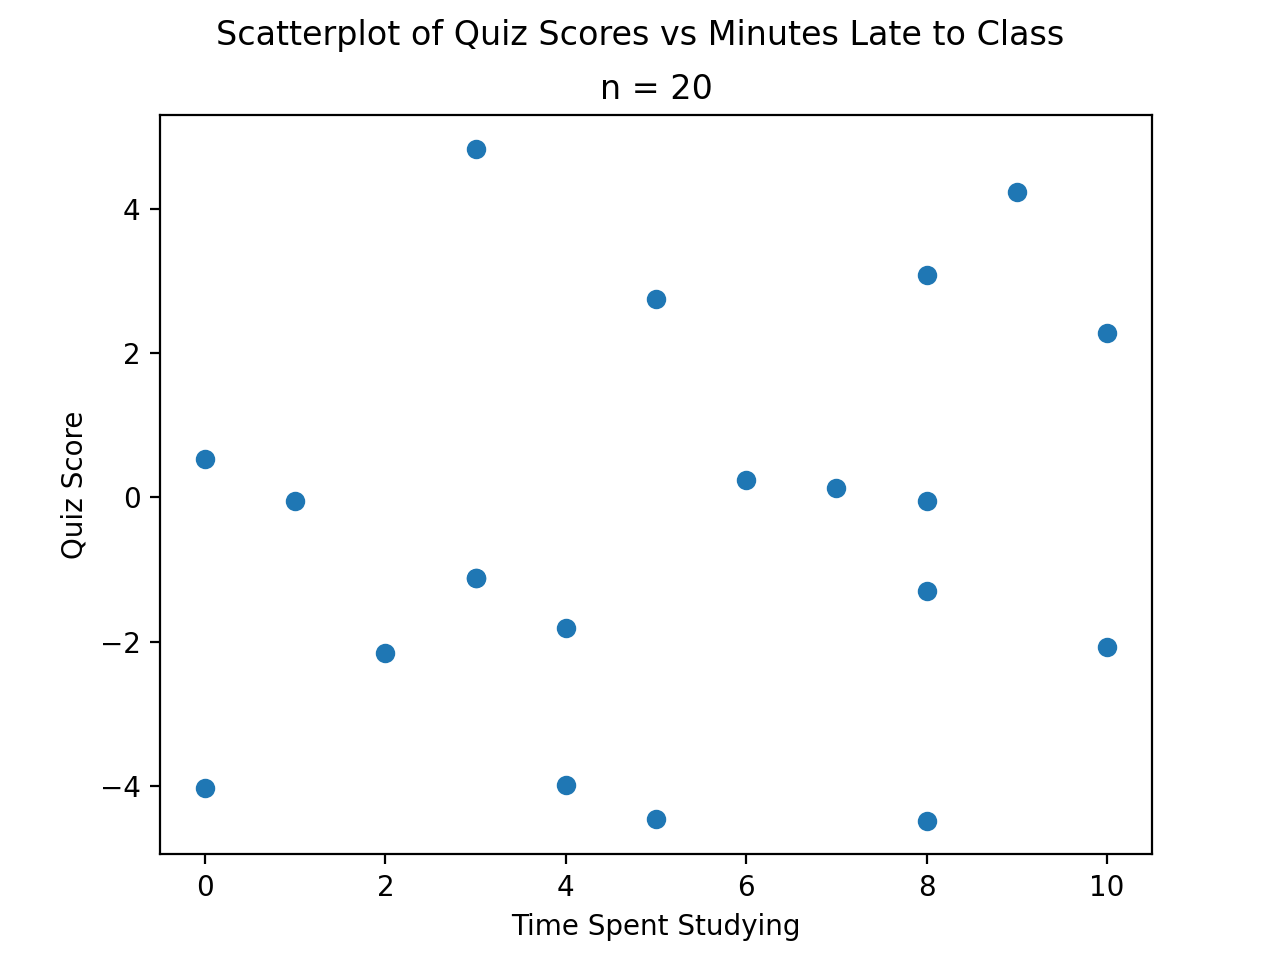 Scatterplot of Quiz Scores vs Minutes Late to Class
n = 20
4
2
0
−2
−4
Quiz Score
0 2 4 6 8 10
Time Spent Studying